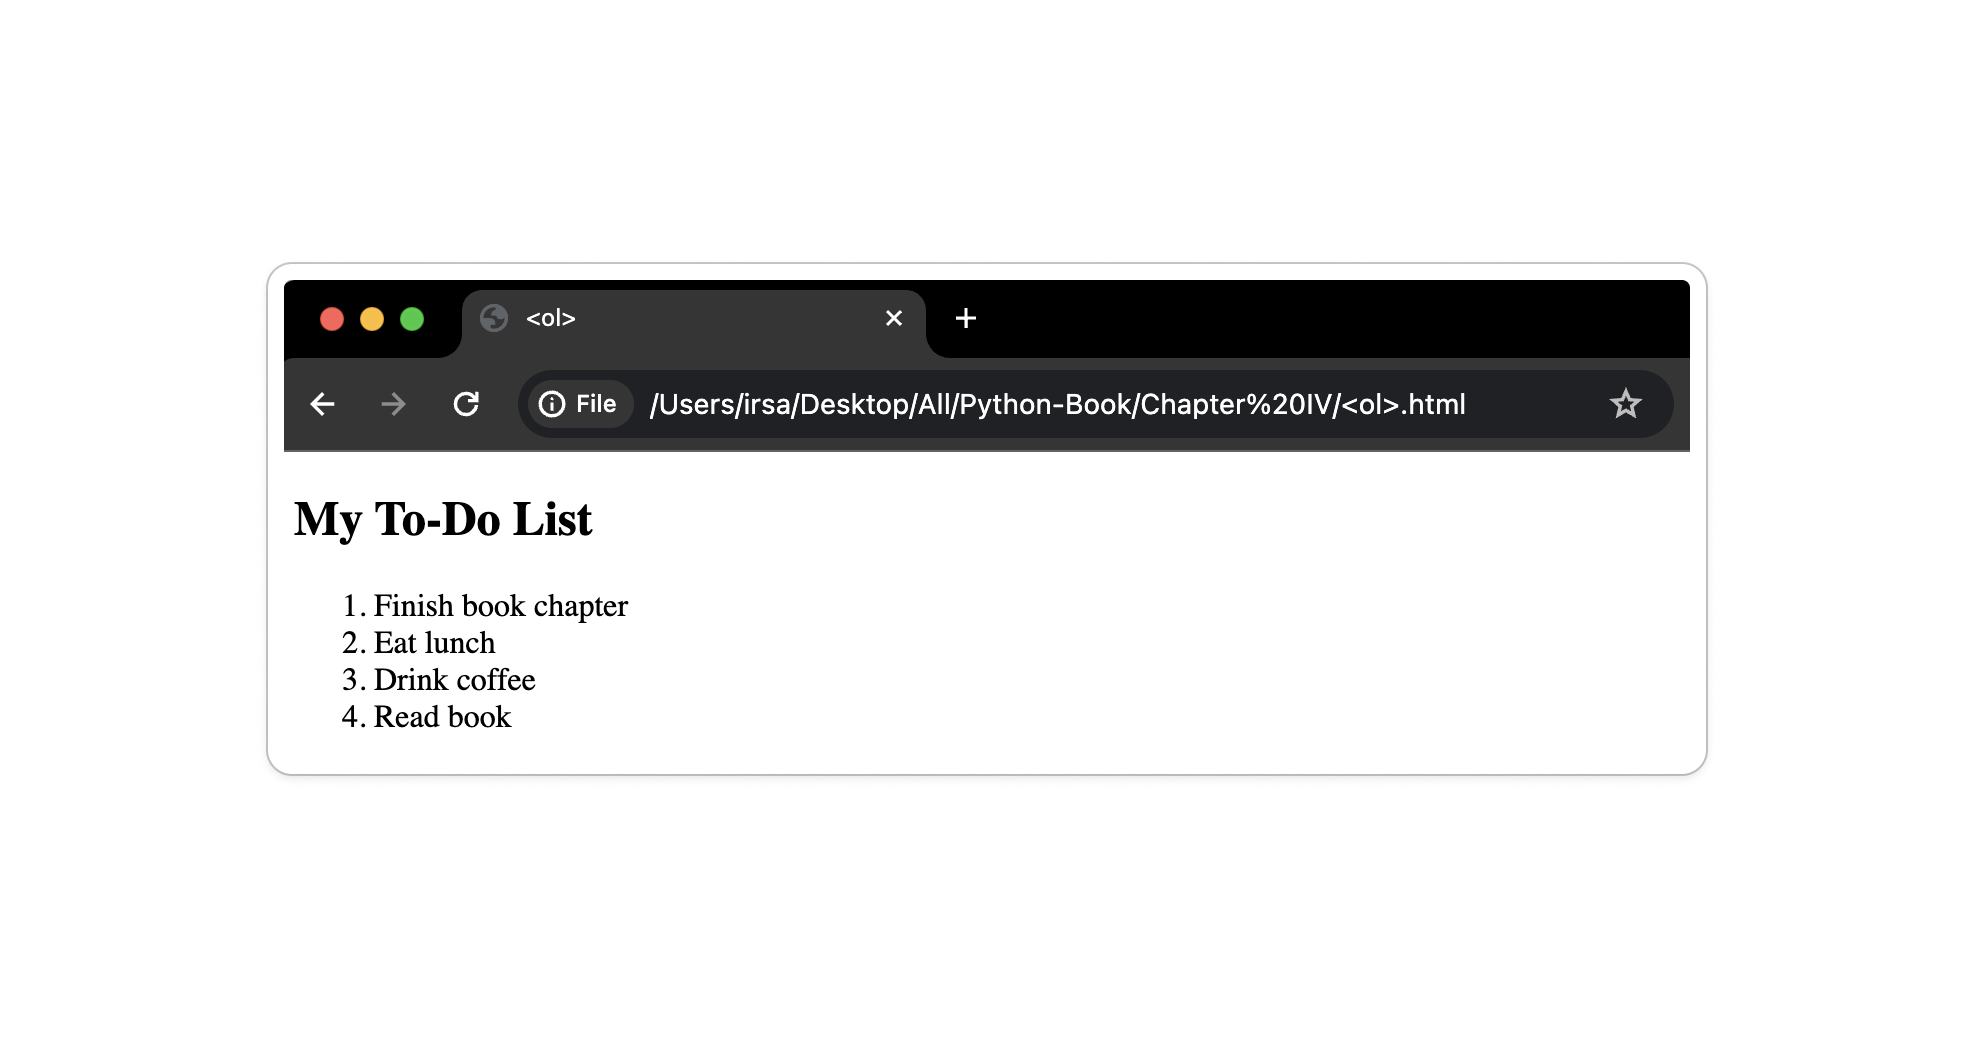 <ol>
File /Users/irsa/Desktop/All/Python-Book/Chapter%20IV/<ol>.html
My To-Do List
1. Finish book chapter
2. Eat lunch
3. Drink coffee
4. Read book